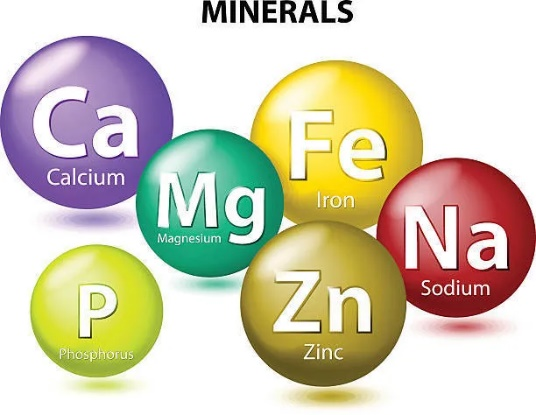 MINERALS
Ca
Calcium
Fe
Iron
Mg
Magnesium
Na
Sodium
P
Phosphorus
Zn
Zinc